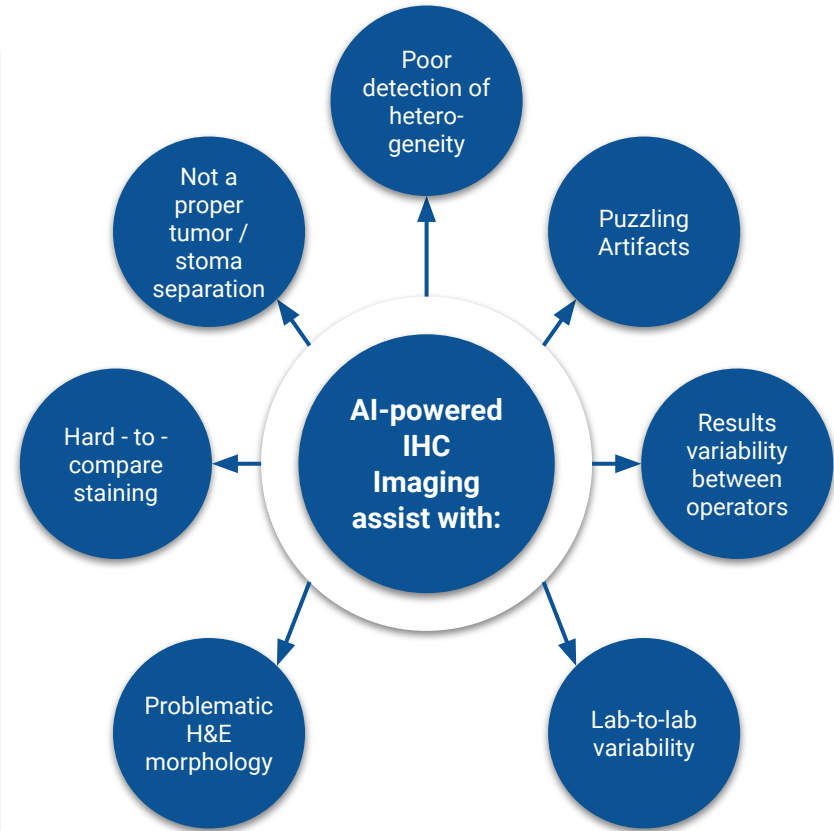 Poor
detection of
hetero-
geneity
Not a
proper
tumor /
stoma
separation
Puzzling
Artifacts
AI-powered
IHC
Imaging
assist with:
Hard - to -
compare
staining
Results
variability
between
operators
Problematic
H&E
morphology
Lab-to-lab
variability